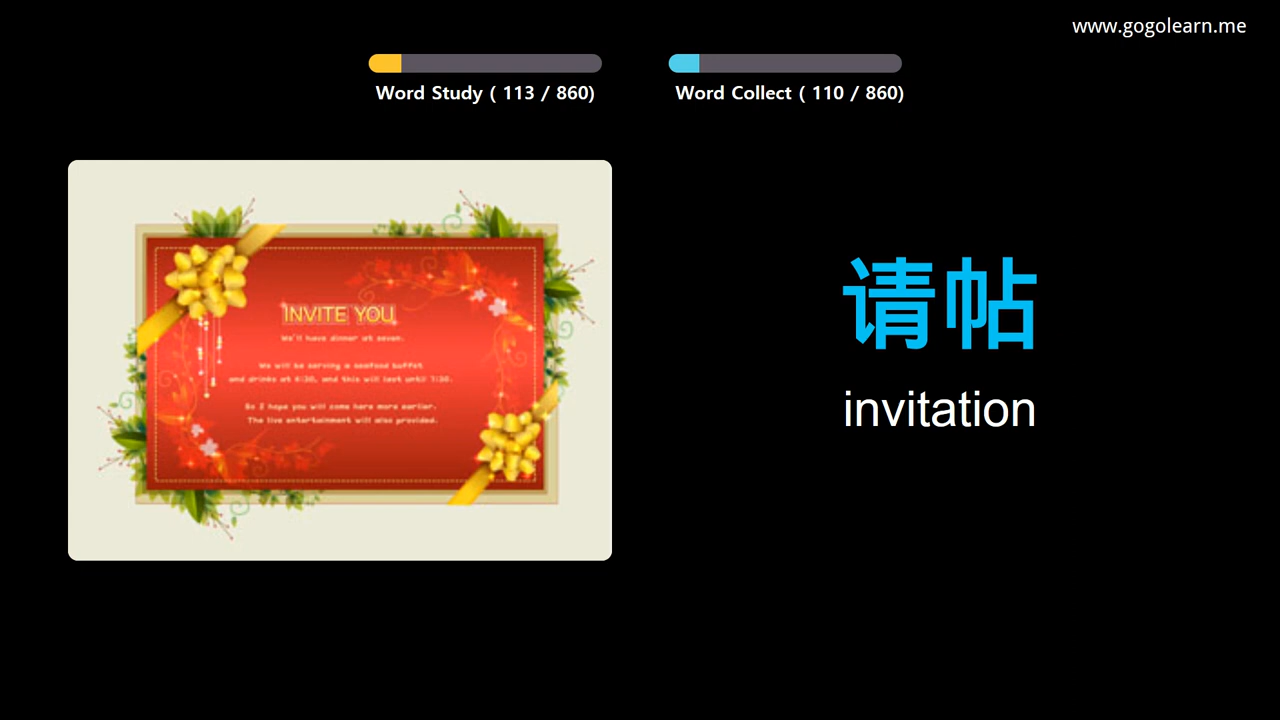 www.gogolearn.me
Word Study ( 113 / 860)
Word Collect ( 110 / 860)
INVITE YOU
We'll have dinner at seven.
We will be serving a seafood buffet
and drinks at 6:30, and this will last until 7:30.
So I hope you will come here more earlier.
The live entertainment will also provided.
请帖
invitation